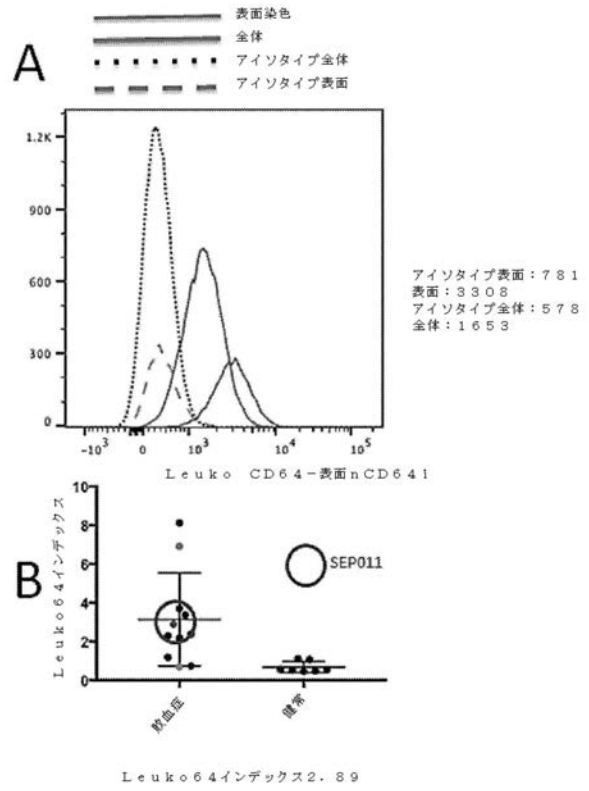 表面染色
全体
アイソタイプ全体
アイソタイプ表面
A
1.2K
900
600
300
0
-10³ 0 10³ 10⁴ 10⁵
Leuko CD64-表面nCD641
アイソタイプ表面:781
表面:3308
アイソタイプ全体:578
全体:1653
B
Leuko64インデックス
10
8
6
4
2
0
SEP011
敗血症
健常
Leuko64インデックス2.89